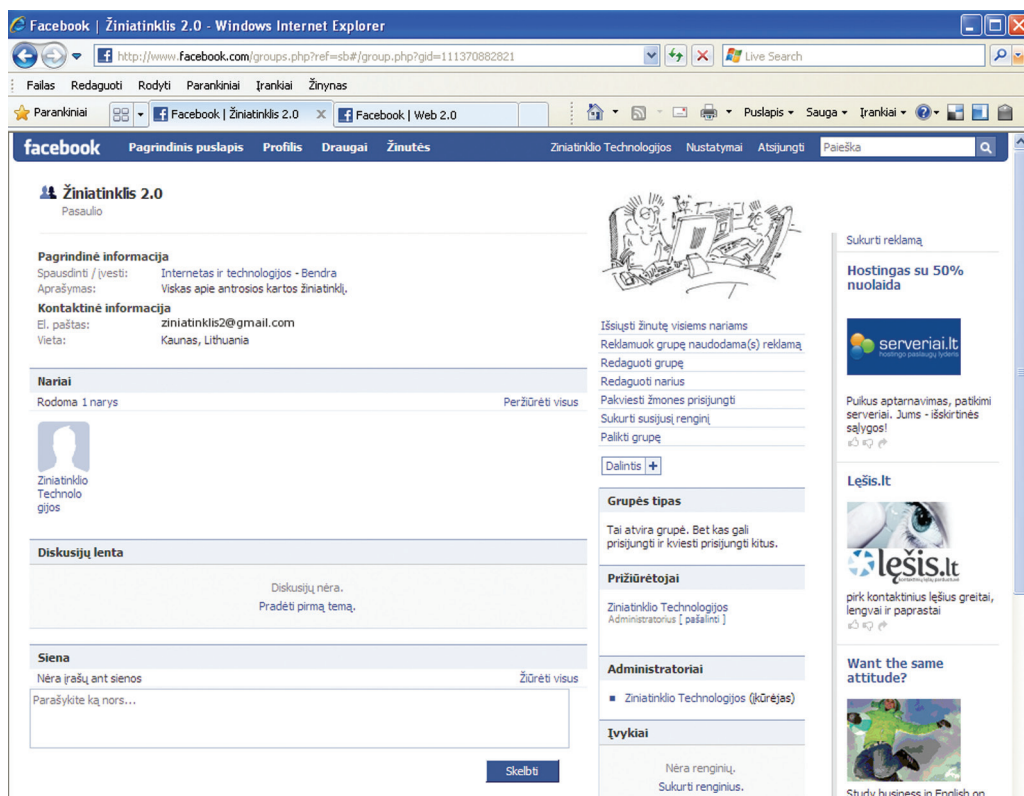 Facebook | Žiniatinklis 2.0 - Windows Internet Explorer
http://www.facebook.com/groups.php?ref=sb#/group.php?gid=111370882821
Live Search
Failas Redaguoti Rodyti Parankiniai Įrankiai Žinynas
Parankiniai Facebook | Žiniatinklis 2.0 Facebook | Web 2.0 Puslapis Sauga Įrankiai
facebook Pagrindinis puslapis Profilis Draugai Žinutės Ziniatinklio Technologijos Nustatymai Atsijungti Paieška
Žiniatinklis 2.0
Pasaulio
Pagrindinė informacija
Spausdinti / įvesti: Internetas ir technologijos - Bendra
Aprašymas: Viskas apie antrosios kartos žiniatinklį.
Kontaktinė informacija
El. paštas: ziniatinklis2@gmail.com
Vieta: Kaunas, Lithuania
Nariai
Rodoma 1 narys Peržiūrėti visus
Ziniatinklio
Technolo
gijos
Diskusijų lenta
Diskusijų nėra.
Pradėti pirmą temą.
Siena
Nėra įrašų ant sienos Žiūrėti visus
Parašykite ką nors...
Skelbti
Išsiųsti žinutę visiems nariams
Reklamuok grupę naudodama(s) reklamą
Redaguoti grupę
Redaguoti narius
Pakviesti žmones prisijungti
Sukurti susijusį renginį
Palikti grupę
Dalintis +
Grupės tipas
Tai atvira grupė. Bet kas gali
prisijungti ir kviesti prisijungti kitus.
Prižiūrėtojai
Ziniatinklio Technologijos
Administratorius [ pašalinti ]
Administratoriai
Ziniatinklio Technologijos (įkūrėjas)
Įvykiai
Nėra renginių.
Sukurti renginius.
Sukurti reklamą
Hostingas su 50%
nuolaida
serveriai.lt
hostingo paslaugų lyderis
Puikus aptarnavimas, patikimi
serveriai. Jums - išskirtinės
sąlygos!
Lęšis.lt
lęšis.lt
pirk kontaktinius lęšius greitai,
lengvai ir paprastai
Want the same
attitude?
Study business in English on